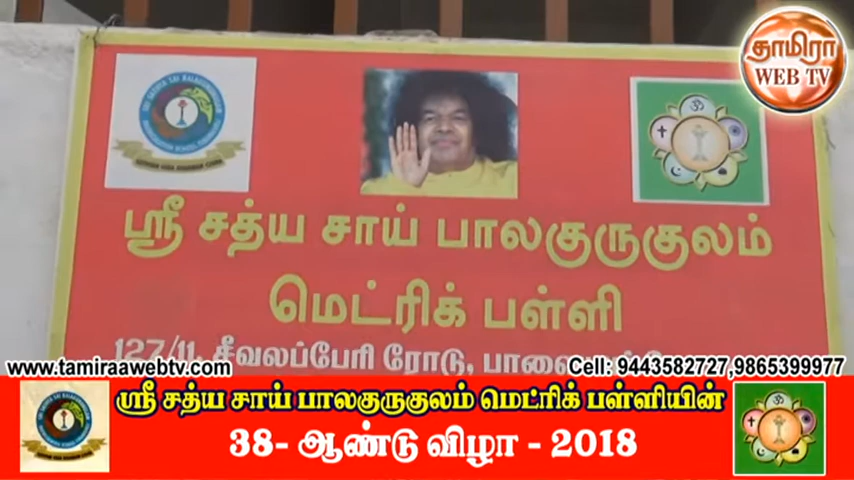 தாமிரா
WEB TV
ஸ்ரீ சத்ய சாய் பாலகுருகுலம்
மெட்ரிக் பள்ளி
127/11, சீவலப்பேரி ரோடு,
www.tamiraawebtv.com
Cell: 9443582727,9865399977
ஸ்ரீ சத்ய சாய் பாலகுருகுலம் மெட்ரிக் பள்ளியின்
38- ஆண்டு விழா - 2018